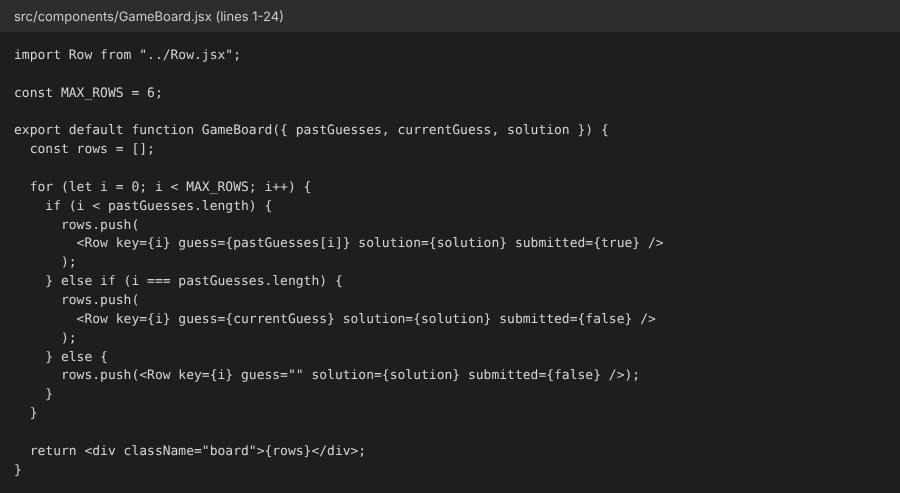 src/components/GameBoard.jsx (lines 1-24)
import Row from "../Row.jsx";

const MAX_ROWS = 6;

export default function GameBoard({ pastGuesses, currentGuess, solution }) {
  const rows = [];

  for (let i = 0; i < MAX_ROWS; i++) {
    if (i < pastGuesses.length) {
      rows.push(
        <Row key={i} guess={pastGuesses[i]} solution={solution} submitted={true} />
      );
    } else if (i === pastGuesses.length) {
      rows.push(
        <Row key={i} guess={currentGuess} solution={solution} submitted={false} />
      );
    } else {
      rows.push(<Row key={i} guess="" solution={solution} submitted={false} />);
    }
  }

  return <div className="board">{rows}</div>;
}